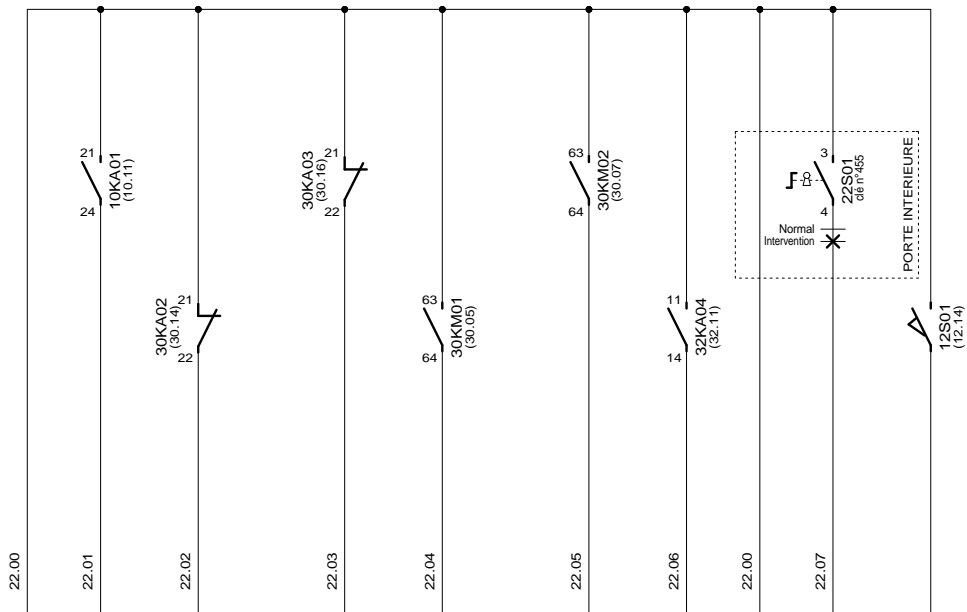 21
24
10KA01
(10.11)
21
22
30KA02
(30.14)
21
22
30KA03
(30.16)
63
64
30KM01
(30.05)
63
64
30KM02
(30.07)
11
14
32KA04
(32.11)
3
4
22S01
clé n°455
Normal
Intervention
PORTE INTERIEURE
12S01
(12.14)
22.00
22.01
22.02
22.03
22.04
22.05
22.06
22.00
22.07